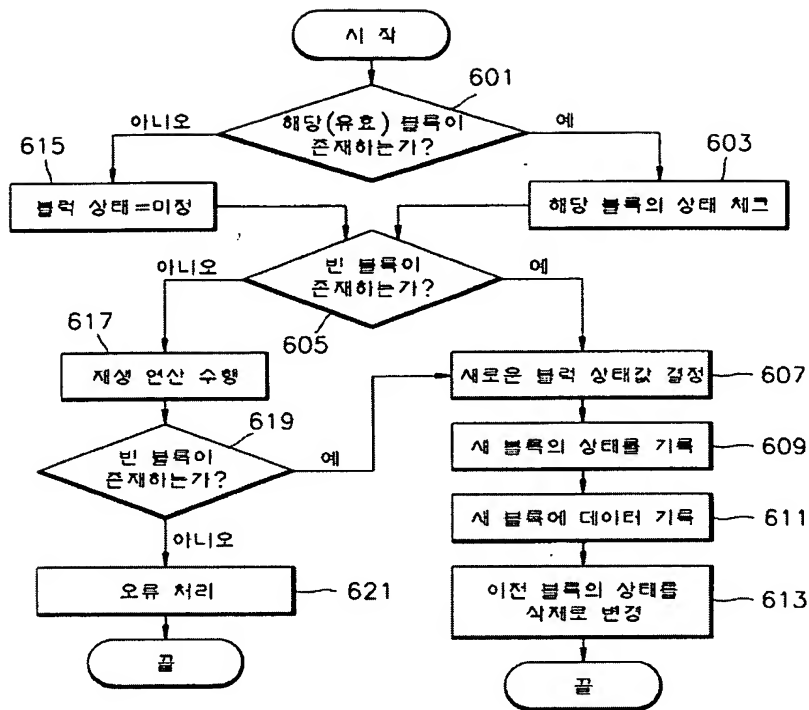 시 작
601
해당(유효) 블록이
존재하는가?
아니오
예
615
블럭 상태=미정
603
해당 블록의 상태 체크
빈 블록이
존재하는가?
아니오
예
605
617
재생 연산 수행
새로운 블럭 상태값 결정
607
619
빈 블록이
존재하는가?
예
아니오
새 블록의 상태를 기록
609
새 블록에 데이터 기록
611
오류 처리
621
이전 블록의 상태를
삭제로 변경
613
끝
끝